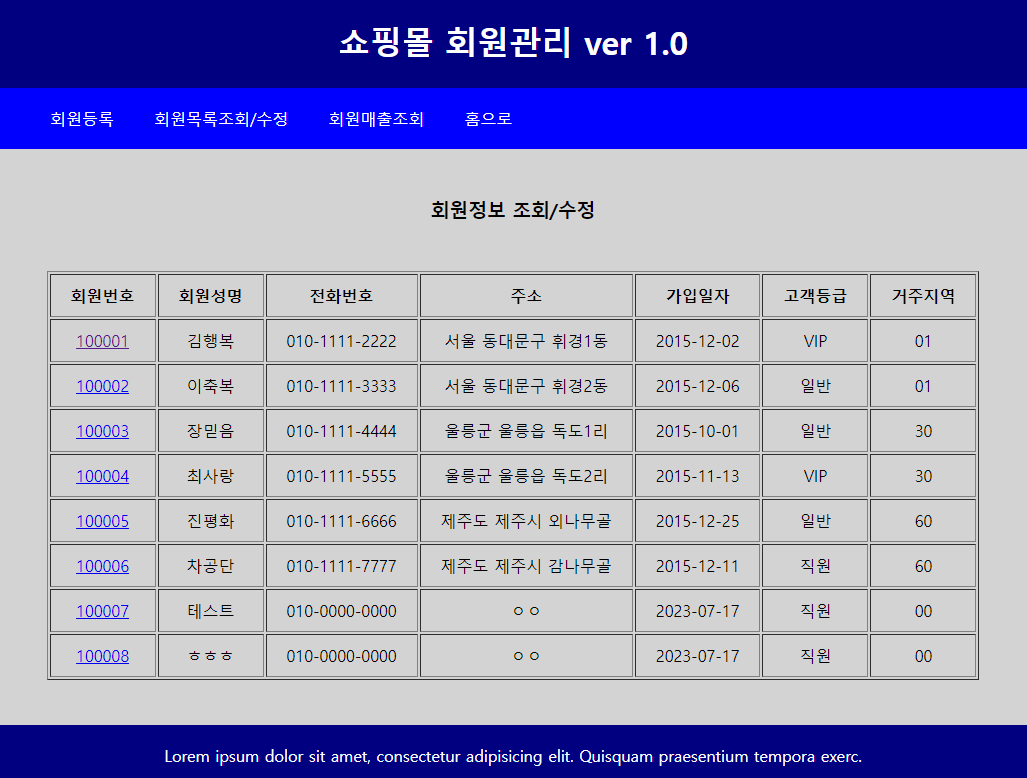 쇼핑몰 회원관리 ver 1.0
회원등록 회원목록조회/수정 회원매출조회 홈으로
회원정보 조회/수정
회원번호 회원성명 전화번호 주소 가입일자 고객등급 거주지역
100001 김행복 010-1111-2222 서울 동대문구 휘경1동 2015-12-02 VIP 01
100002 이축복 010-1111-3333 서울 동대문구 휘경2동 2015-12-06 일반 01
100003 장믿음 010-1111-4444 울릉군 울릉읍 독도1리 2015-10-01 일반 30
100004 최사랑 010-1111-5555 울릉군 울릉읍 독도2리 2015-11-13 VIP 30
100005 진평화 010-1111-6666 제주도 제주시 외나무골 2015-12-25 일반 60
100006 차공단 010-1111-7777 제주도 제주시 감나무골 2015-12-11 직원 60
100007 테스트 010-0000-0000 ㅇㅇ 2023-07-17 직원 00
100008 ㅎㅎㅎ 010-0000-0000 ㅇㅇ 2023-07-17 직원 00
Lorem ipsum dolor sit amet, consectetur adipisicing elit. Quisquam praesentium tempora exerc.